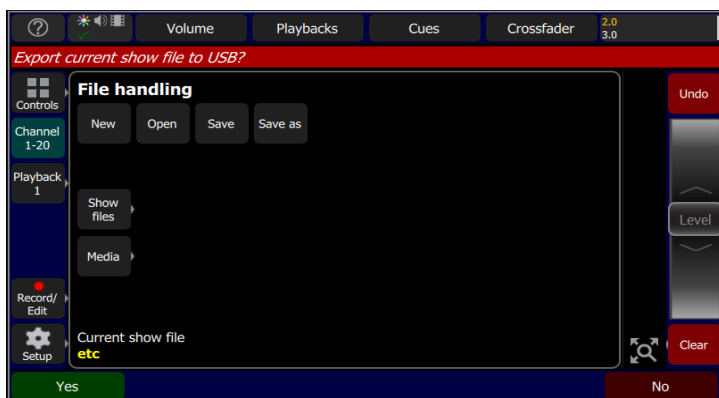 ?
Volume
Playbacks
Cues
Crossfader
2.0
3.0
Export current show file to USB?
Controls
Channel
1-20
Playback
1
Record/
Edit
Setup
File handling
New
Open
Save
Save as
Show
files
Media
Current show file
etc
Undo
Level
Clear
Yes
No